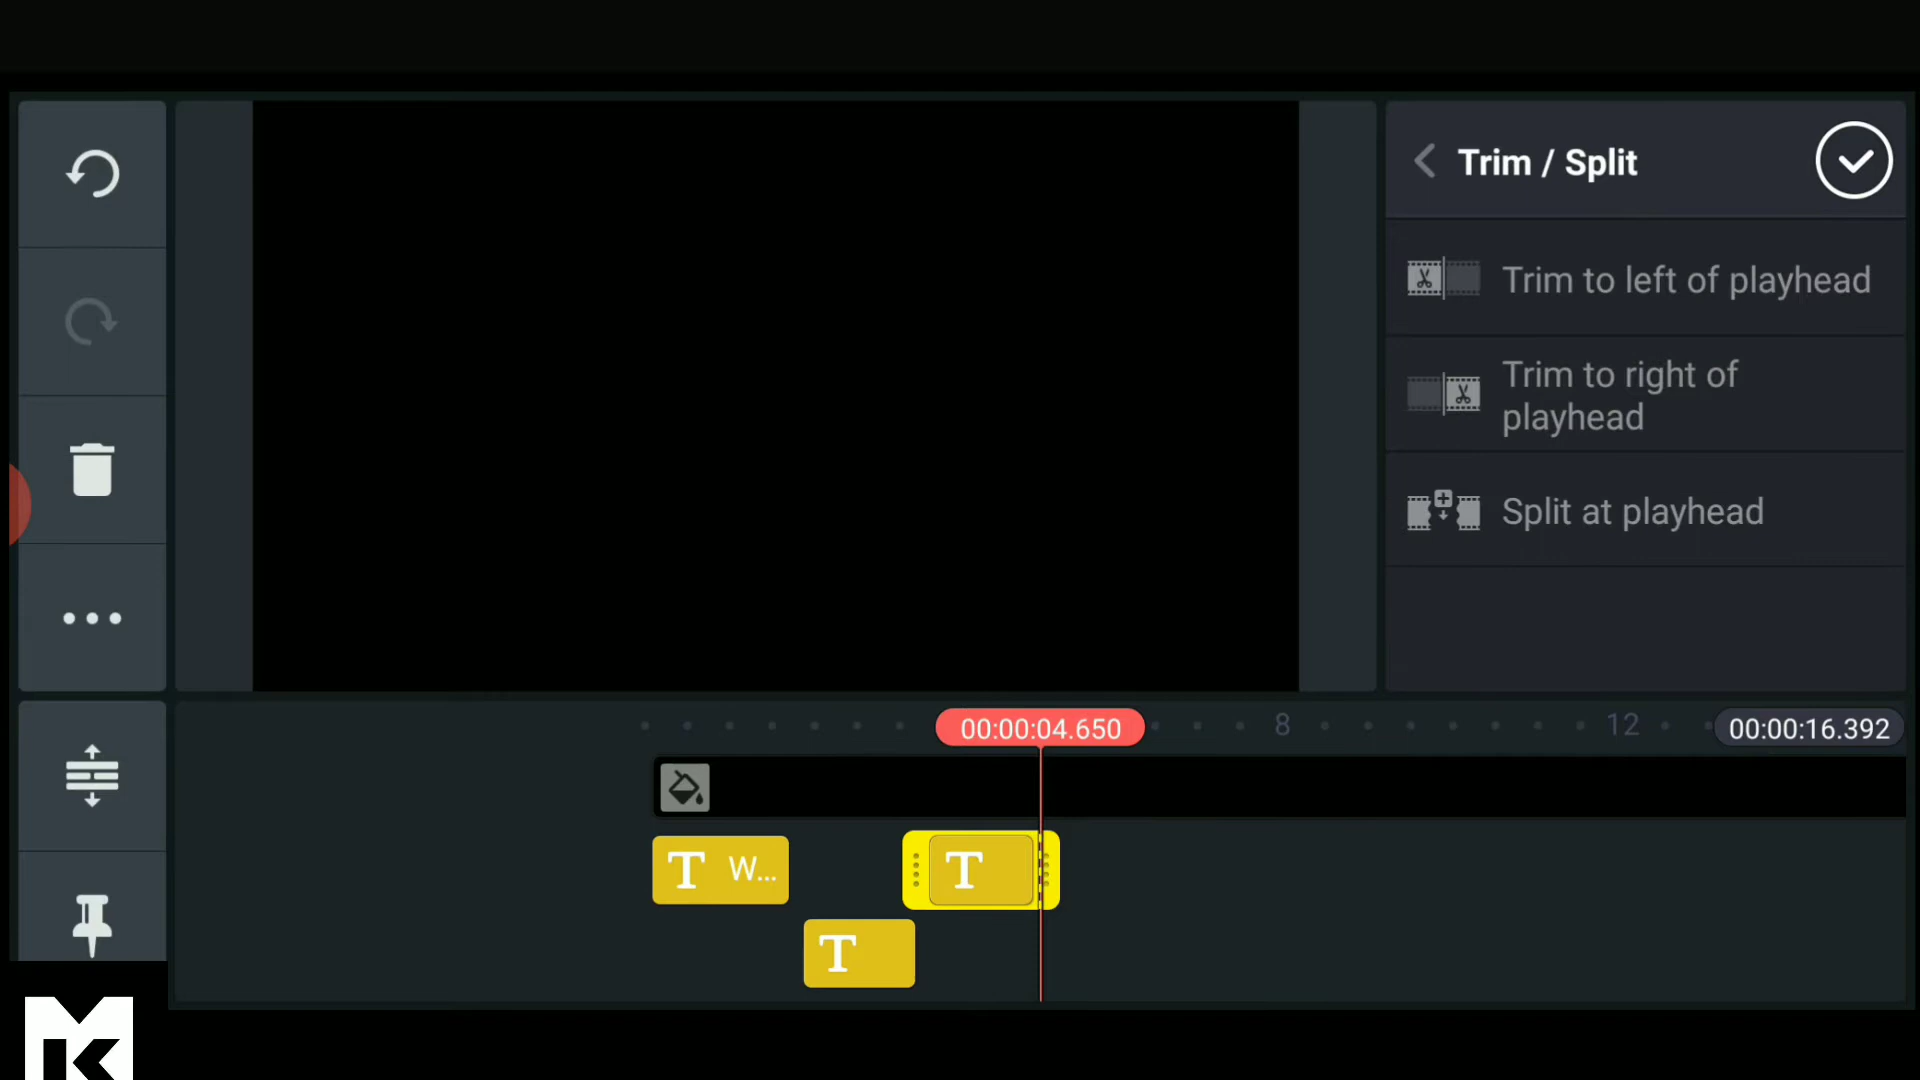 Trim / Split
Trim to left of playhead
Trim to right of
playhead
Split at playhead
00:00:04.650
8
12
00:00:16.392
T W...
T
T
MK